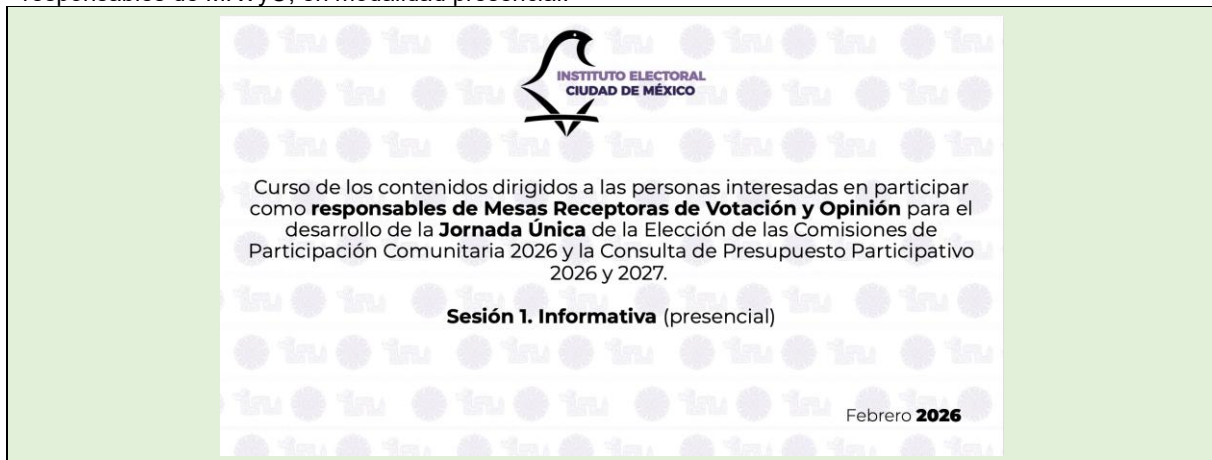 INSTITUTO ELECTORAL
CIUDAD DE MÉXICO
Curso de los contenidos dirigidos a las personas interesadas en participar
como responsables de Mesas Receptoras de Votación y Opinión para el
desarrollo de la Jornada Única de la Elección de las Comisiones de
Participación Comunitaria 2026 y la Consulta de Presupuesto Participativo
2026 y 2027.
Sesión 1. Informativa (presencial)
Febrero 2026